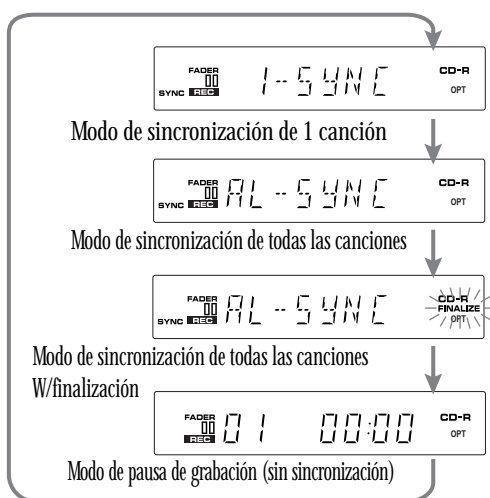 FADER
SYNC REC 1-SYNC CD-R
OPT
Modo de sincronización de 1 canción
FADER
SYNC REC AL-SYNC CD-R
OPT
Modo de sincronización de todas las canciones
FADER
SYNC REC AL-SYNC CD-R
FINALIZE
OPT
Modo de sincronización de todas las canciones
W/finalización
FADER
REC 01 00:00 CD-R
OPT
Modo de pausa de grabación (sin sincronización)